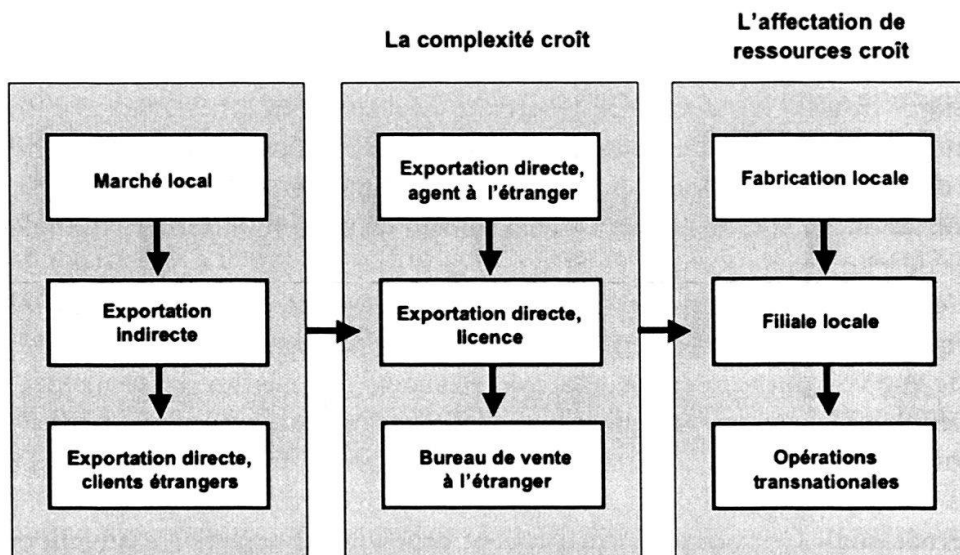 La complexité croît
L'affectation de
ressources croît
Marché local
Exportation
indirecte
Exportation directe,
clients étrangers
Exportation directe,
agent à l'étranger
Exportation directe,
licence
Bureau de vente
à l'étranger
Fabrication locale
Filiale locale
Opérations
transnationales